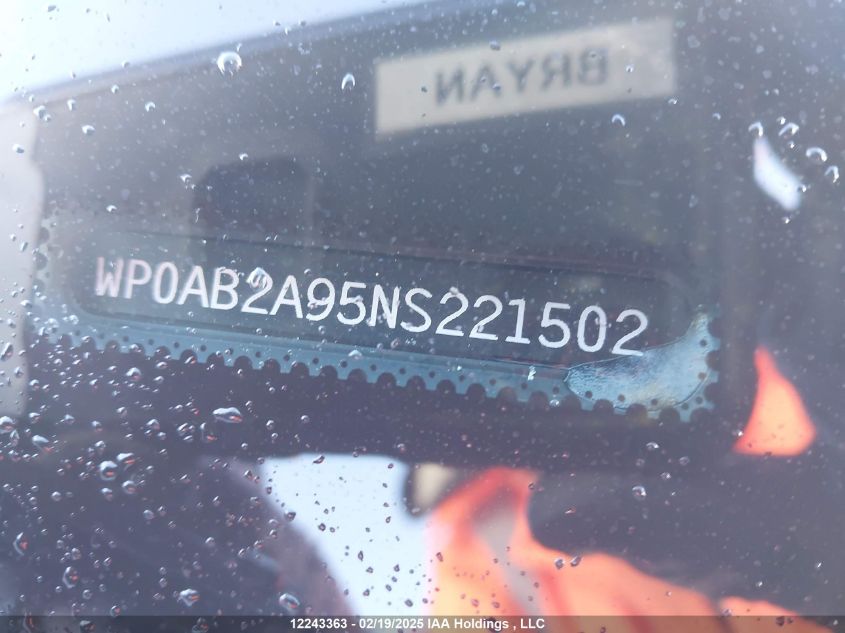 BRYAN
WP0AB2A95NS221502
12243363 - 02/19/2025 IAA Holdings , LLC